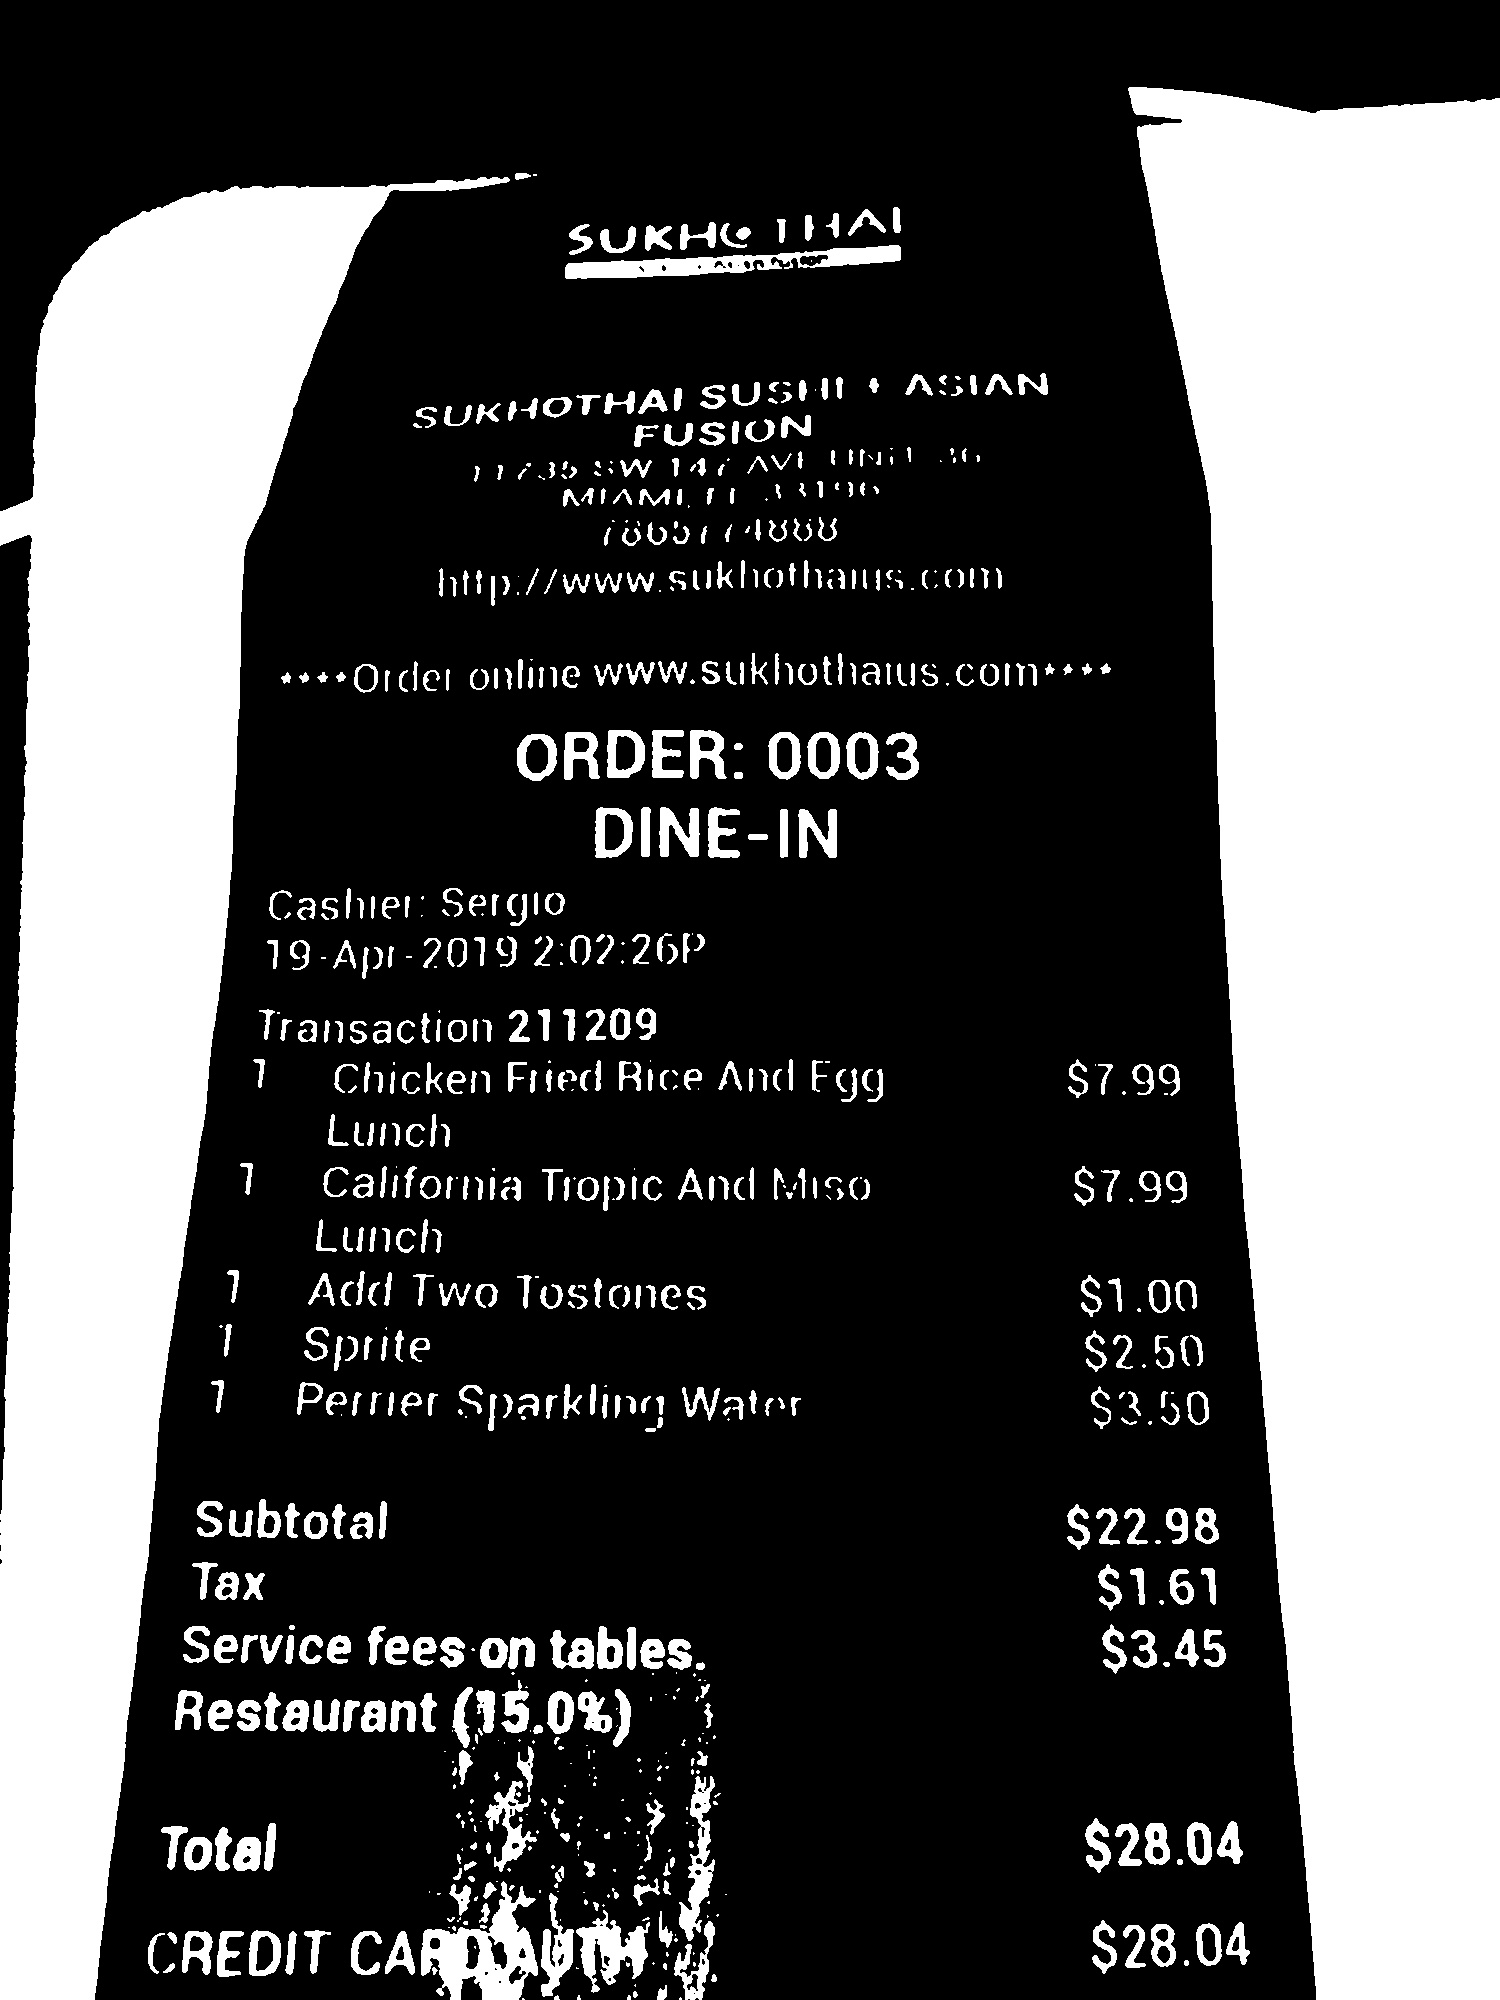 SUKHO THAI
SUKHOTHAI SUSHI + ASIAN
FUSION
11735 SW 147 AVE UNIT 36
MIAMI, FL 33196
7865774888
http://www.sukhothaius.com
****Order online www.sukhothaius.com****
ORDER: 0003
DINE-IN
Cashier: Sergio
19-Apr-2019 2:02:26P
Transaction 211209
1 Chicken Fried Rice And Egg $7.99
Lunch
1 California Tropic And Miso $7.99
Lunch
1 Add Two Tostones $1.00
1 Sprite $2.50
1 Perrier Sparkling Water $3.50
Subtotal $22.98
Tax $1.61
Service fees on tables. $3.45
Restaurant (15.0%)
Total $28.04
CREDIT CARD AUTH $28.04